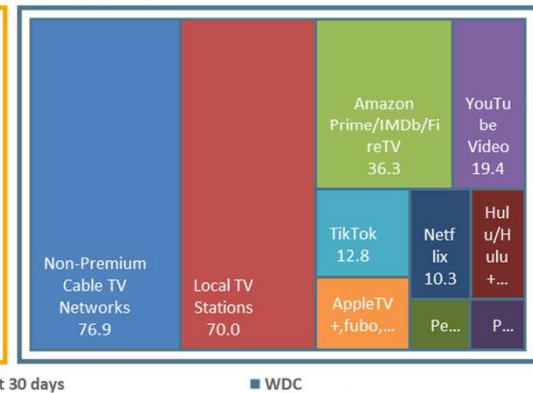 Non-Premium
Cable TV
Networks
76.9
Local TV
Stations
70.0
Amazon
Prime/IMDb/Fi
reTV
36.3
YouTu
be
Video
19.4
TikTok
12.8
Netf
lix
10.3
Hul
u/H
ulu
+...
AppleTV
+,fubo,...
Pe...
P...
t 30 days
WDC